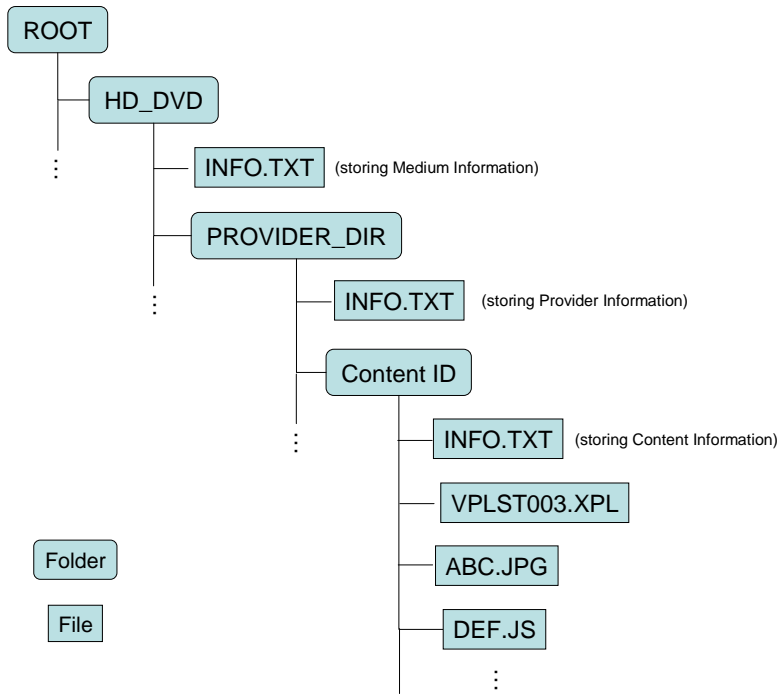 ROOT
HD_DVD
INFO.TXT (storing Medium Information)
PROVIDER_DIR
INFO.TXT (storing Provider Information)
Content ID
INFO.TXT (storing Content Information)
VPLST003.XPL
Folder
ABC.JPG
File
DEF.JS